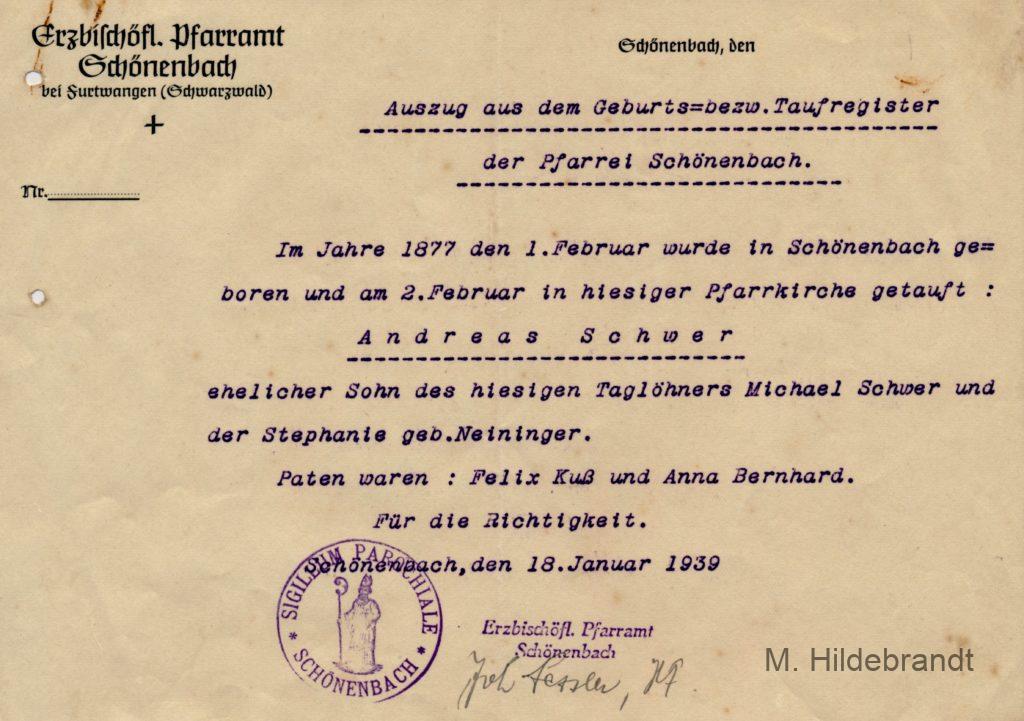 Erzbischöfl. Pfarramt
Schönenbach
bei Furtwangen (Schwarzwald)
Nr.
Schönenbach, den
Auszug aus dem Geburts=bezw.Taufregister
der Pfarrei Schönenbach.
Im Jahre 1877 den 1.Februar wurde in Schönenbach ge=
boren und am 2.Februar in hiesiger Pfarrkirche getauft :
Andreas Schwer
ehelicher Sohn des hiesigen Taglöhners Michael Schwer und
der Stephanie geb.Neininger.
Paten waren : Felix Kuß und Anna Bernhard.
Für die Richtigkeit.
Schönenbach,den 18.Januar 1939
SIGILLUM PAROCHIALE
* SCHÖNENBACH *
Erzbischöfl. Pfarramt
Schönenbach
Joh
M. Hildebrandt